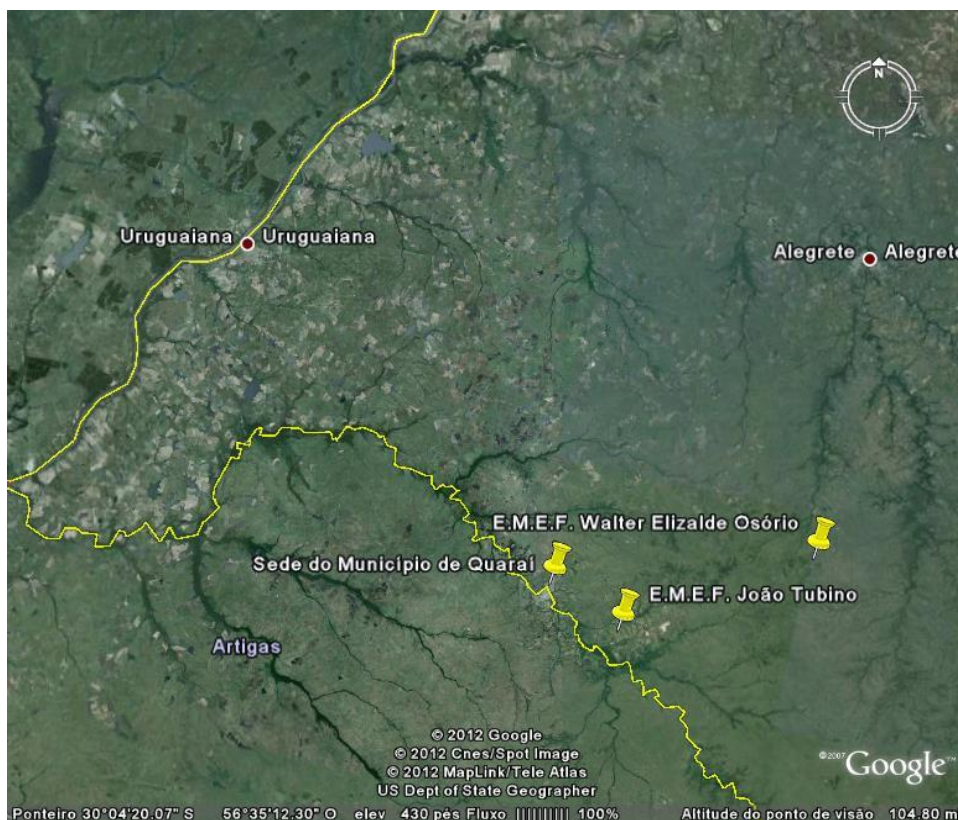 N
Uruguaiana Uruguaiana
Alegrete Alegrete
E.M.E.F. Walter Elizalde Osório
Sede do Município de Quaraí
E.M.E.F. João Tubino
Artigas
© 2012 Google
© 2012 Cnes/Spot Image
© 2012 MapLink/Tele Atlas
US Dept of State Geographer
©2007 Google™
Ponteiro 30°04'20.07" S 56°35'12.30" O elev 430 pés Fluxo |||||||||| 100% Altitude do ponto de visão 104.80 m